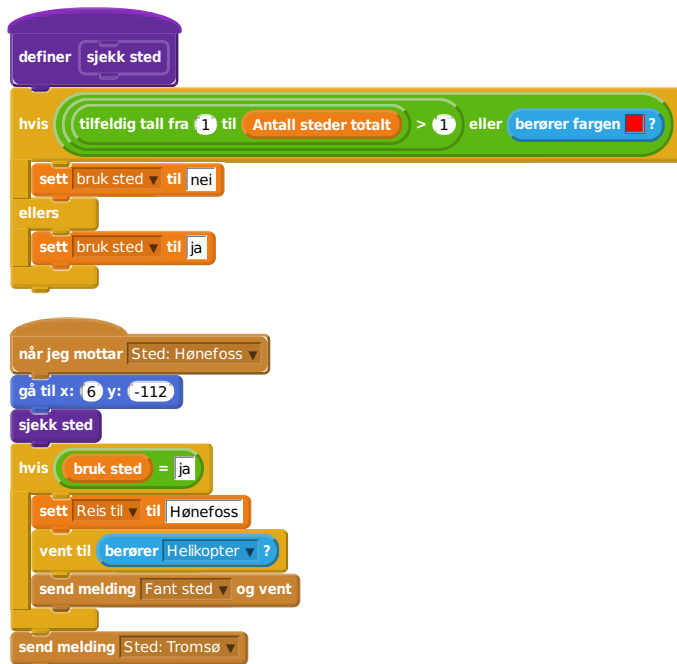 definer sjekk sted
hvis tilfeldig tall fra 1 til Antall steder totalt > 1 eller berører fargen ?
sett bruk sted ▼ til nei
ellers
sett bruk sted ▼ til ja
når jeg mottar Sted: Hønefoss ▼
gå til x: 6 y: -112
sjekk sted
hvis bruk sted = ja
sett Reis til ▼ til Hønefoss
vent til berører Helikopter ▼ ?
send melding Fant sted ▼ og vent
send melding Sted: Tromsø ▼